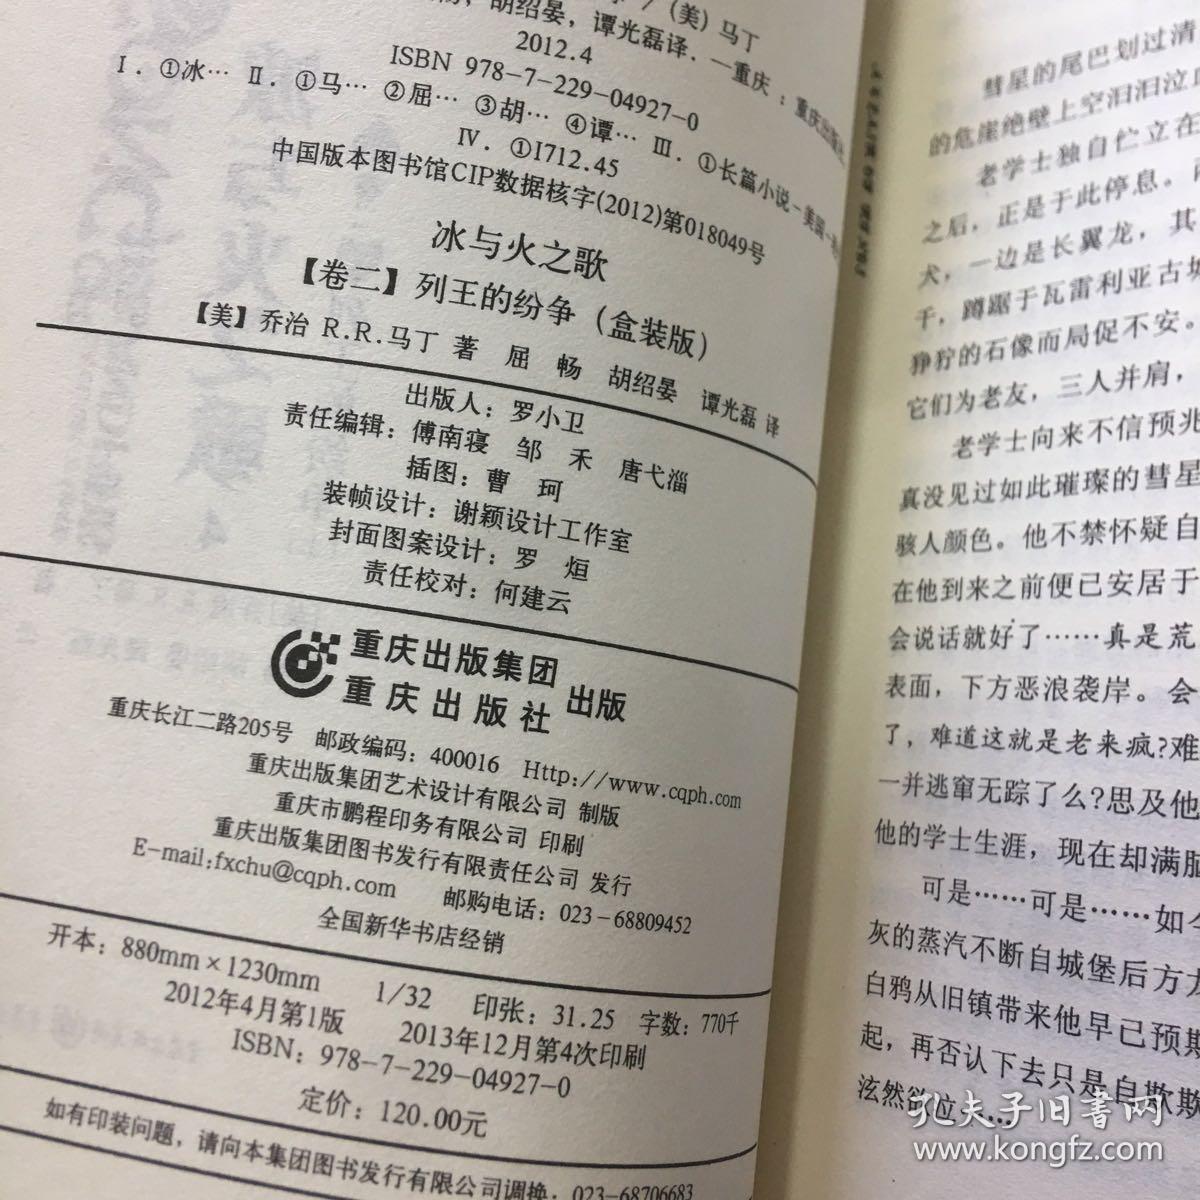 (美) 马丁
胡绍晏, 谭光磊译. —重庆 : 重庆出版社
2012.4
ISBN 978-7-229-04927-0
Ⅰ. ①冰… Ⅱ. ①马… ②屈… ③胡… ④谭… Ⅲ. ①长篇小说-美国-
Ⅳ. ①I712.45
中国版本图书馆CIP数据核字(2012)第018049号
冰与火之歌
【卷二】列王的纷争（盒装版）
【美】乔治 R.R.马丁 著 屈 畅 胡绍晏 谭光磊 译
出版人：罗小卫
责任编辑：傅南寝 邹 禾 唐弋淄
插图：曹 珂
装帧设计：谢颖设计工作室
封面图案设计：罗 烜
责任校对：何建云
重庆出版集团
重庆出版社 出版
重庆长江二路205号 邮政编码：400016 Http://www.cqph.com
重庆出版集团艺术设计有限公司 制版
重庆市鹏程印务有限公司 印刷
重庆出版集团图书发行有限责任公司 发行
E-mail:fxchu@cqph.com 邮购电话：023-68809452
全国新华书店经销
开本：880mm×1230mm 1/32 印张：31.25 字数：770千
2012年4月第1版 2013年12月第4次印刷
ISBN：978-7-229-04927-0
定价：120.00元
如有印装问题，请向本集团图书发行有限公司调换，023-68706683
彗星的尾巴划过清
的危崖绝壁上空汩汩泣
老学士独自伫立在
之后，正是于此停息。
犬，一边是长翼龙，其
千，蹲踞于瓦雷利亚古城
狰狞的石像而局促不安。
它们为老友，三人并肩，
老学士向来不信预兆
真没见过如此璀璨的彗星
骇人颜色。他不禁怀疑自
在他到来之前便已安居于
会说话就好了……真是荒
表面，下方恶浪袭岸。会
了，难道这就是老来疯?难
一并逃窜无踪了么?思及他
他的学士生涯，现在却满脑
可是……可是……如今
灰的蒸汽不断自城堡后方
白鸦从旧镇带来他早已预期
起，再否认下去只是自欺欺
泫然欲泣……
孔夫子旧书网
www.kongfz.com